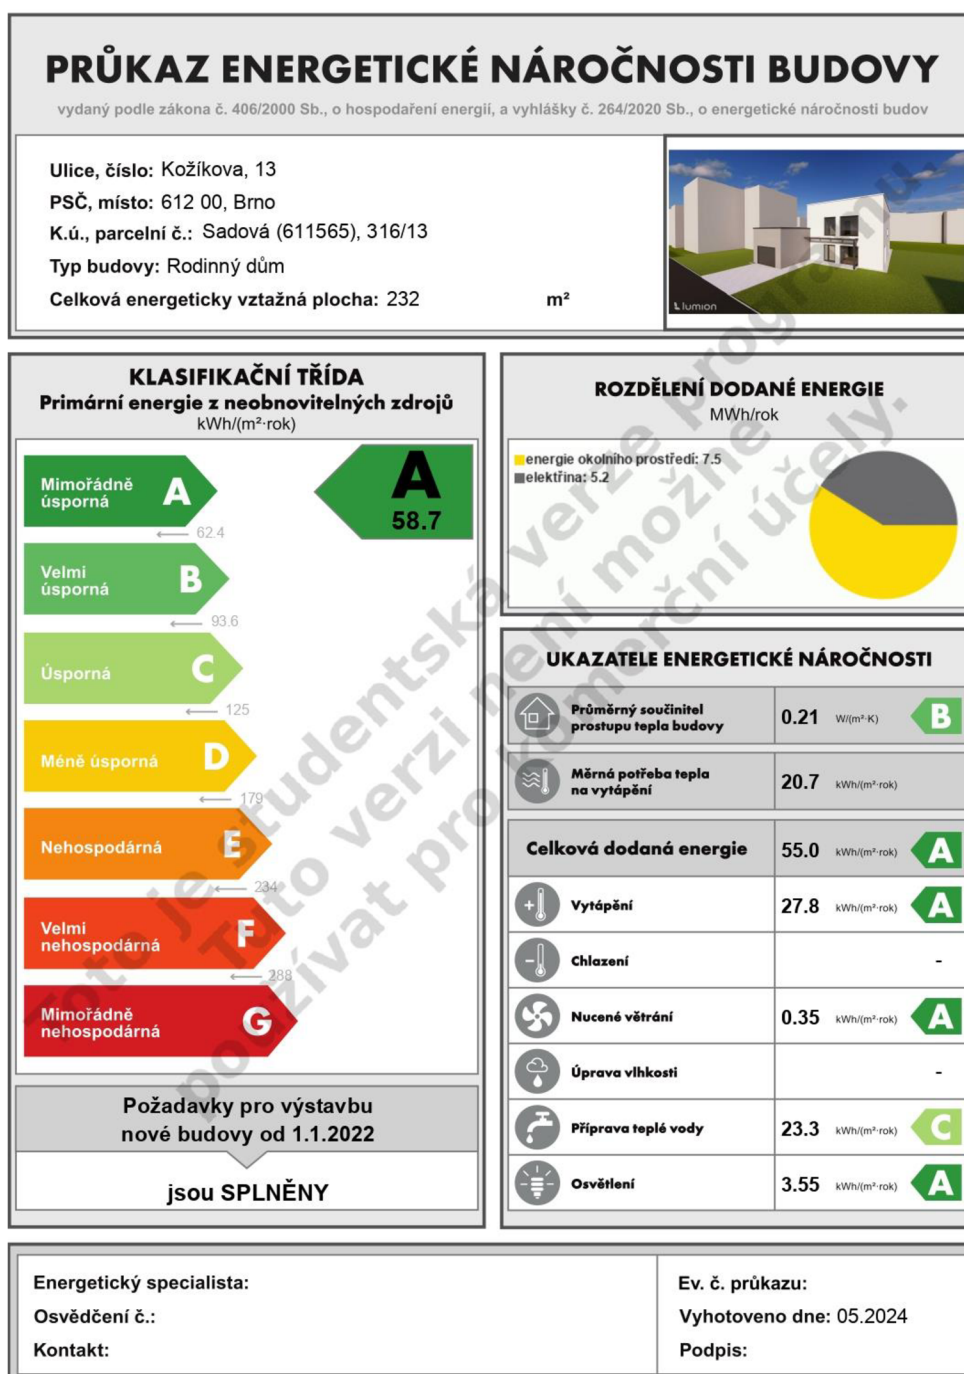 PRŮKAZ ENERGETICKÉ NÁROČNOSTI BUDOVY
vydaný podle zákona č. 406/2000 Sb., o hospodaření energií, a vyhlášky č. 264/2020 Sb., o energetické náročnosti budov
Ulice, číslo: Kožíkova, 13
PSČ, místo: 612 00, Brno
K.ú., parcelní č.: Sadová (611565), 316/13
Typ budovy: Rodinný dům
Celková energeticky vztažná plocha: 232 m²
Lumion
KLASIFIKAČNÍ TŘÍDA
Primární energie z neobnovitelných zdrojů
kWh/(m²·rok)
Mimořádně
úsporná
A
A
58.7
62.4
Velmi
úsporná
B
93.6
Úsporná
C
125
Méně úsporná
D
179
Nehospodárná
E
234
Velmi
nehospodárná
F
288
Mimořádně
nehospodárná
G
Požadavky pro výstavbu
nové budovy od 1.1.2022
jsou SPLNĚNY
ROZDĚLENÍ DODANÉ ENERGIE
MWh/rok
energie okolního prostředí: 7.5
elektřina: 5.2
UKAZATELE ENERGETICKÉ NÁROČNOSTI
Průměrný součinitel
prostupu tepla budovy
0.21 W/(m²·K) B
Měrná potřeba tepla
na vytápění
20.7 kWh/(m²·rok)
Celková dodaná energie 55.0 kWh/(m²·rok) A
Vytápění 27.8 kWh/(m²·rok) A
Chlazení -
Nucené větrání 0.35 kWh/(m²·rok) A
Úprava vlhkosti -
Příprava teplé vody 23.3 kWh/(m²·rok) C
Osvětlení 3.55 kWh/(m²·rok) A
Energetický specialista:
Osvědčení č.:
Kontakt:
Ev. č. průkazu:
Vyhotoveno dne: 05.2024
Podpis:
Toto je studentská verze programu.
Tuto verzi není možné
používat pro komerční účely.